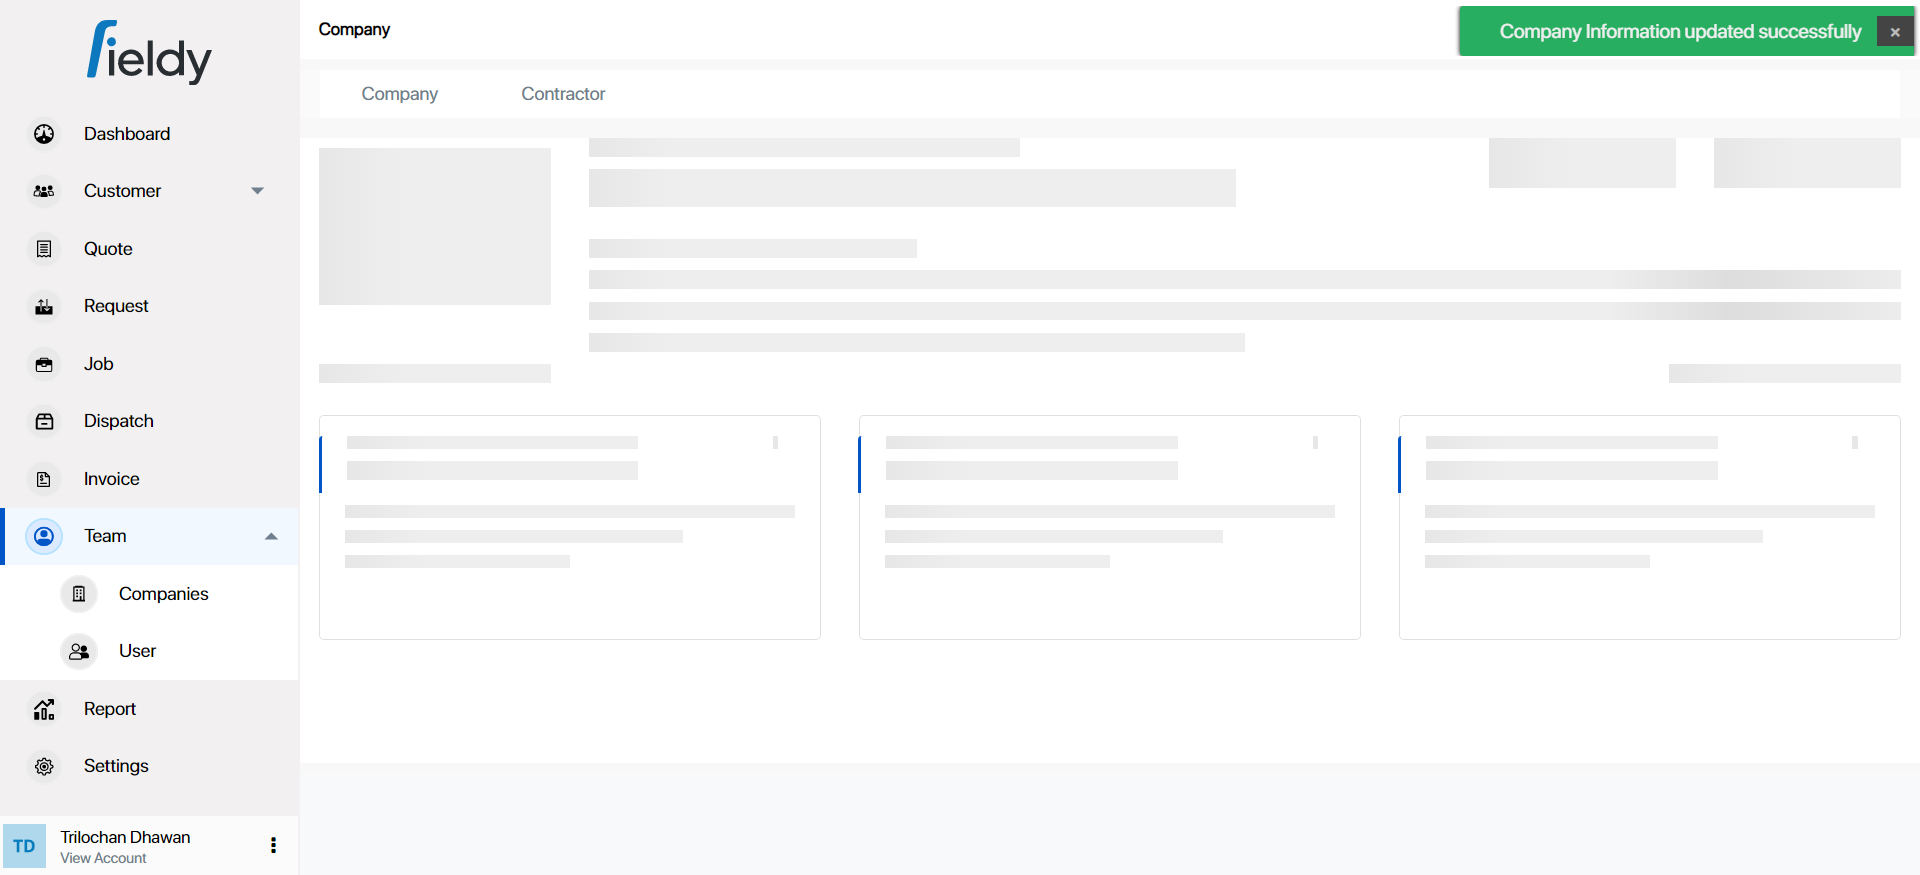 fieldy
Dashboard
Customer
Quote
Request
Job
Dispatch
Invoice
Team
Companies
User
Report
Settings
TD
Trilochan Dhawan
View Account
Company
Company Information updated successfully
×
Company
Contractor